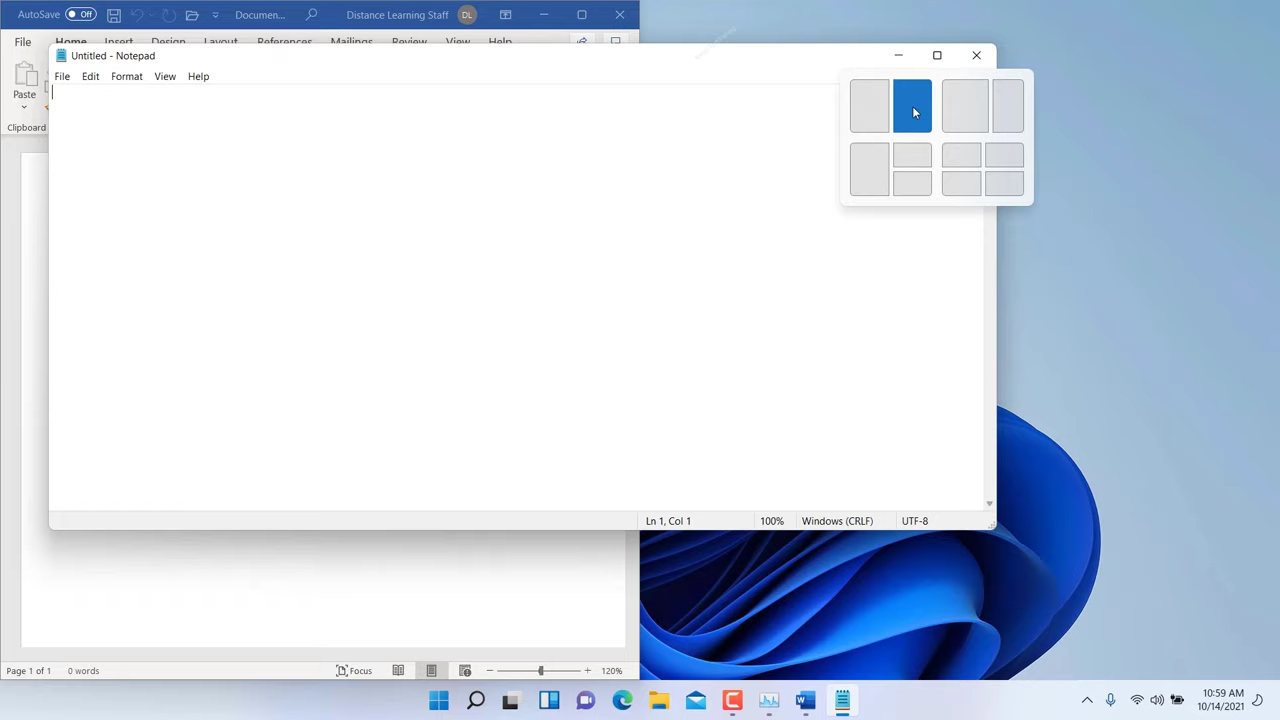 AutoSave Off Documen... Distance Learning Staff DL
File Home Insert Design Layout References Mailings Review View Help
Untitled - Notepad
File Edit Format View Help
Paste
Clipboard
Ln 1, Col 1 100% Windows (CRLF) UTF-8
Page 1 of 1 0 words Focus 120%
10:59 AM
10/14/2021